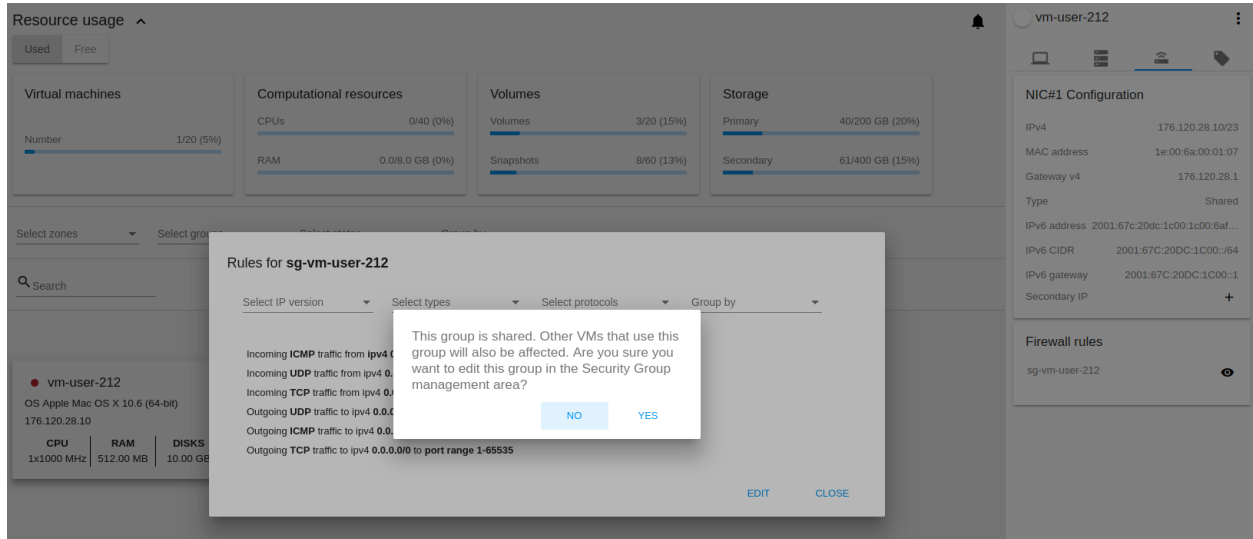 Resource usage
Used Free
Virtual machines
Number 1/20 (5%)
Computational resources
CPUs 0/40 (0%)
RAM 0.0/8.0 GB (0%)
Volumes
Volumes 3/20 (15%)
Snapshots 8/60 (13%)
Storage
Primary 40/200 GB (20%)
Secondary 61/400 GB (15%)
Select zones
Search
vm-user-212
OS Apple Mac OS X 10.6 (64-bit)
176.120.28.10
CPU RAM DISKS
1x1000 MHz 512.00 MB 10.00 GB
Rules for sg-vm-user-212
Select IP version Select types Select protocols Group by
Incoming ICMP traffic from ipv4
Incoming UDP traffic from ipv4
Incoming TCP traffic from ipv4
Outgoing UDP traffic to ipv4
Outgoing ICMP traffic to ipv4
Outgoing TCP traffic to ipv4 0.0.0.0/0 to port range 1-65535
EDIT CLOSE
This group is shared. Other VMs that use this
group will also be affected. Are you sure you
want to edit this group in the Security Group
management area?
NO YES
vm-user-212
NIC#1 Configuration
IPv4 176.120.28.10/23
MAC address 1e:00:6a:00:01:07
Gateway v4 176.120.28.1
Type Shared
IPv6 address 2001:67c:20dc:1c00:1c00:6af...
IPv6 CIDR 2001:67C:20DC:1C00::/64
IPv6 gateway 2001:67C:20DC:1C00::1
Secondary IP +
Firewall rules
sg-vm-user-212